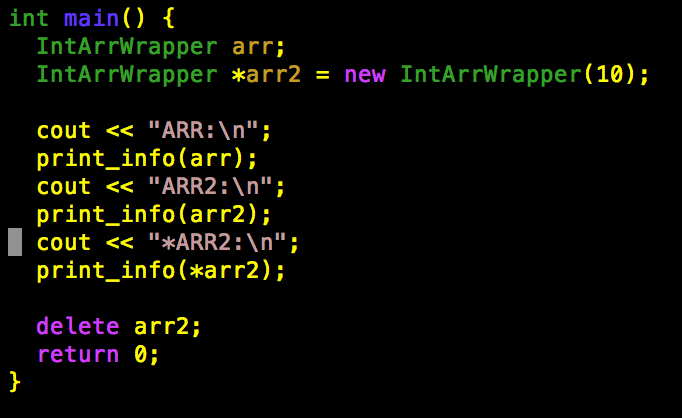 int main() {
  IntArrWrapper arr;
  IntArrWrapper *arr2 = new IntArrWrapper(10);

  cout << "ARR:\n";
  print_info(arr);
  cout << "ARR2:\n";
  print_info(arr2);
  cout << "*ARR2:\n";
  print_info(*arr2);

  delete arr2;
  return 0;
}